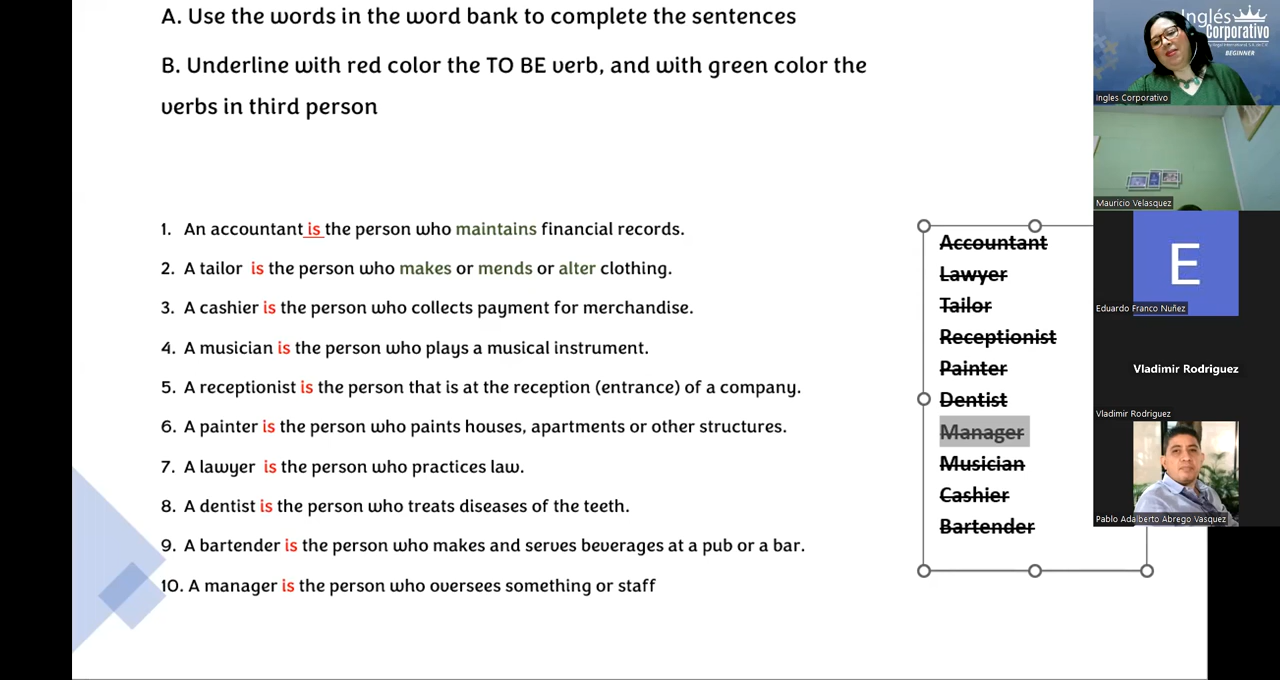 A. Use the words in the word bank to complete the sentences
B. Underline with red color the TO BE verb, and with green color the
verbs in third person
1. An accountant is the person who maintains financial records.
2. A tailor is the person who makes or mends or alter clothing.
3. A cashier is the person who collects payment for merchandise.
4. A musician is the person who plays a musical instrument.
5. A receptionist is the person that is at the reception (entrance) of a company.
6. A painter is the person who paints houses, apartments or other structures.
7. A lawyer is the person who practices law.
8. A dentist is the person who treats diseases of the teeth.
9. A bartender is the person who makes and serves beverages at a pub or a bar.
10. A manager is the person who oversees something or staff
Accountant
Lawyer
Tailor
Receptionist
Painter
Dentist
Manager
Musician
Cashier
Bartender
Inglés
Corporativo
BEGINNER
Ingles Corporativo
Mauricio Velasquez
E
Eduardo Franco Nuñez
Vladimir Rodriguez
Vladimir Rodriguez
Pablo Adalberto Abrego Vasquez